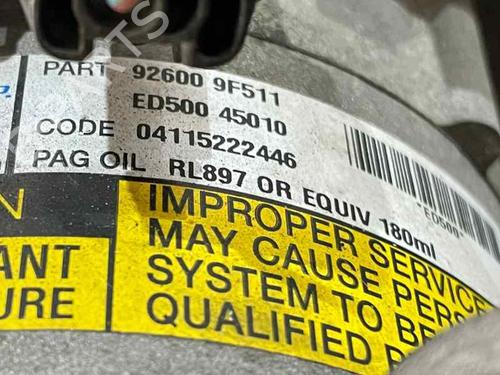 PART 92600 9F511
ED500 45010
CODE 04115222446
PAG OIL RL897 OR EQUIV 180ml
*ED500*
IMPROPER SERVICE
MAY CAUSE PERS
SYSTEM TO BE
QUALIFIED
N
ANT
URE